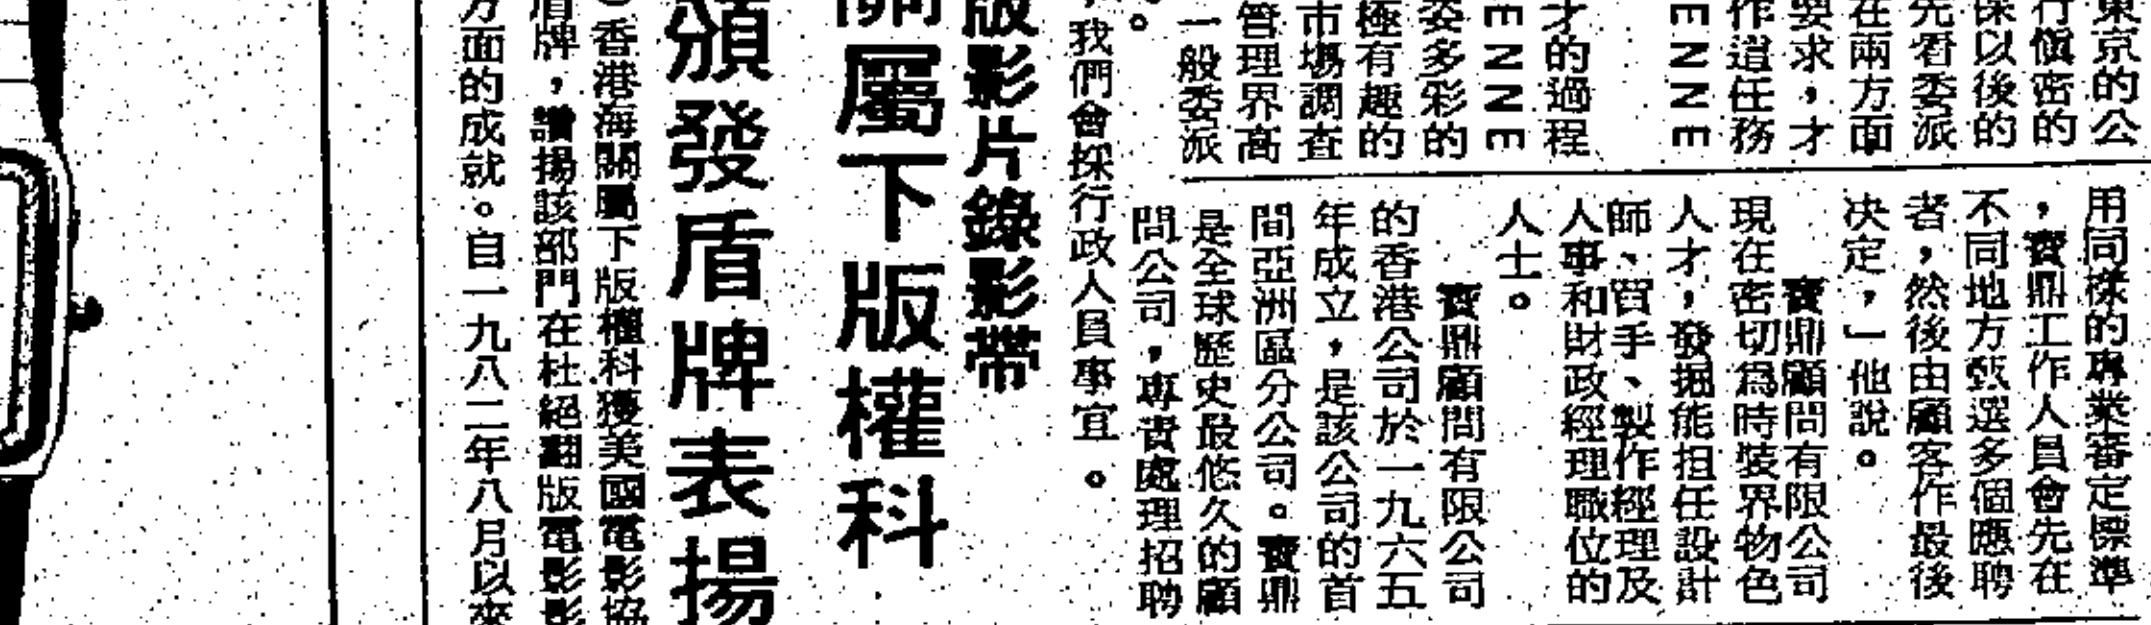 東京的公
行慎密的
採以後的
先看委派
在兩方面
要求，才
作這任務
ENNE
才的過程
ENNE
委多彩的
極有趣的
市場調查
管理界高
一般委派
。
用同樣的專業審定標準
，寶鼎工作人員會先在
不同地方甄選多個應聘
者，然後由顧客作最後
決定，」他說。
寶鼎顧問有限公司
現在密切為時裝界物色
人才，發掘能担任設計
師、買手、製作經理及
人事和財政經理職位的
人士。
寶鼎顧問有限公司
的香港公司於一九六五
年成立，是該公司的首
間亞洲區分公司。寶鼎
是全球歷史最悠久的顧
問公司，專責處理招聘
，我們會採行政人員事宜。
版影片錄影帶
關屬下版權科
頒發盾牌表揚
香港海關屬下版權科獲美國電影協
盾牌，讚揚該部門在杜絕翻版電影影
方面的成就。自一九八二年八月以來